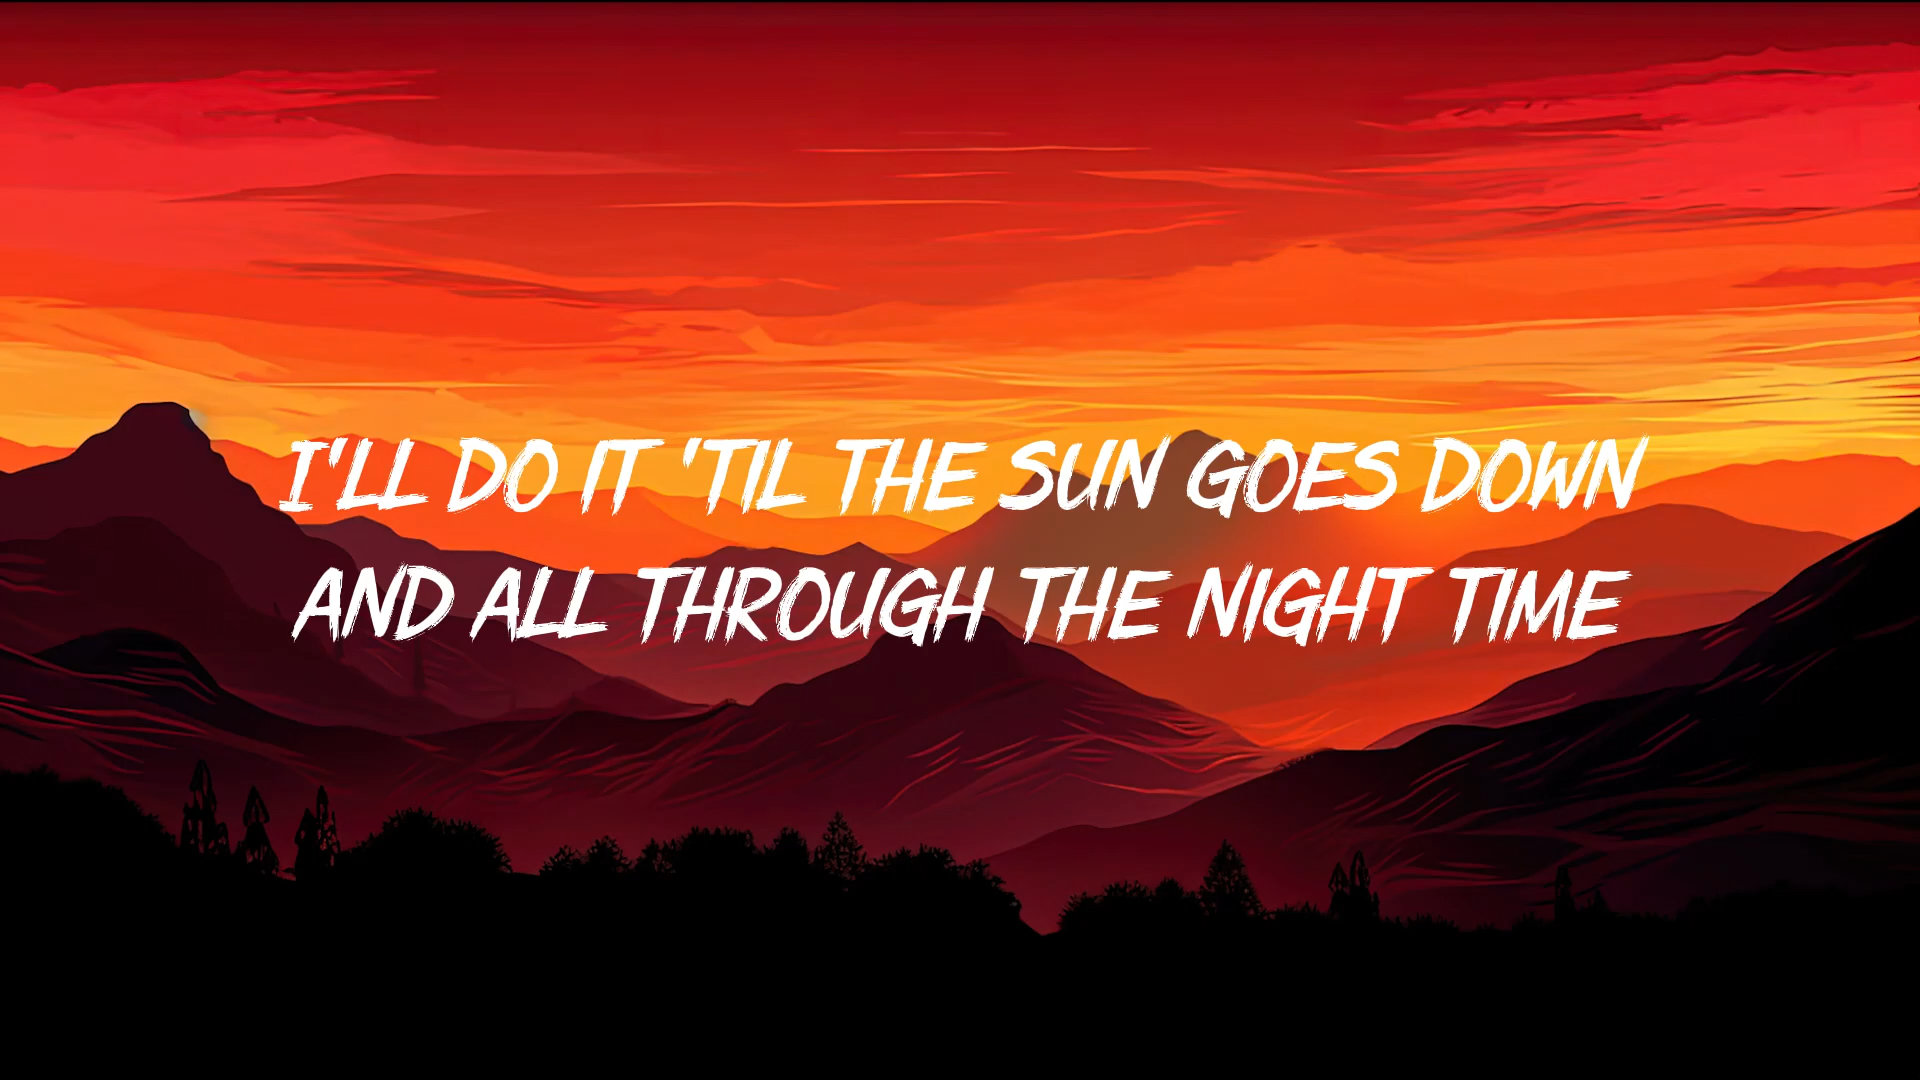 I'LL DO IT 'TIL THE SUN GOES DOWN
AND ALL THROUGH THE NIGHT TIME